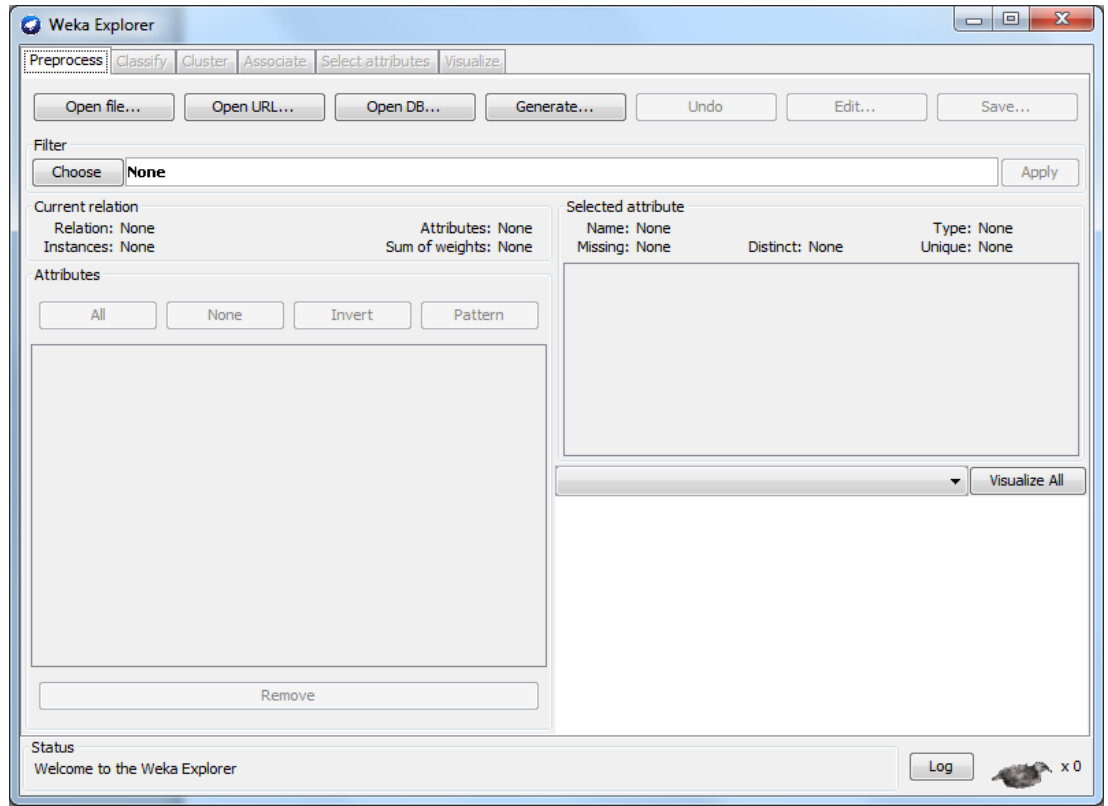 Weka Explorer
Preprocess Classify Cluster Associate Select attributes Visualize
Open file... Open URL... Open DB... Generate... Undo Edit... Save...
Filter
Choose None Apply
Current relation
Relation: None Attributes: None
Instances: None Sum of weights: None
Selected attribute
Name: None Type: None
Missing: None Distinct: None Unique: None
Attributes
All None Invert Pattern
Visualize All
Remove
Status
Welcome to the Weka Explorer
Log x 0